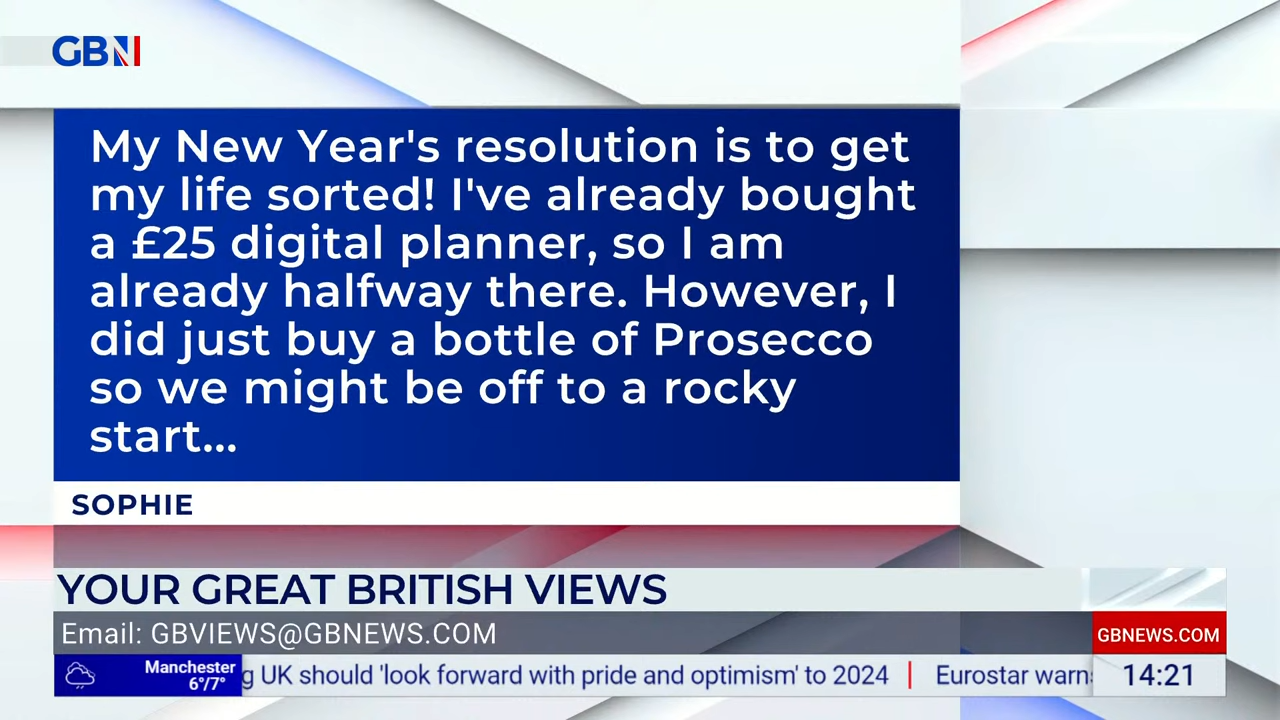 GBN
My New Year's resolution is to get
my life sorted! I've already bought
a £25 digital planner, so I am
already halfway there. However, I
did just buy a bottle of Prosecco
so we might be off to a rocky
start...
SOPHIE
YOUR GREAT BRITISH VIEWS
Email: GBVIEWS@GBNEWS.COM
GBNEWS.COM
Manchester
6°/7°
g UK should 'look forward with pride and optimism' to 2024 | Eurostar warn
14:21